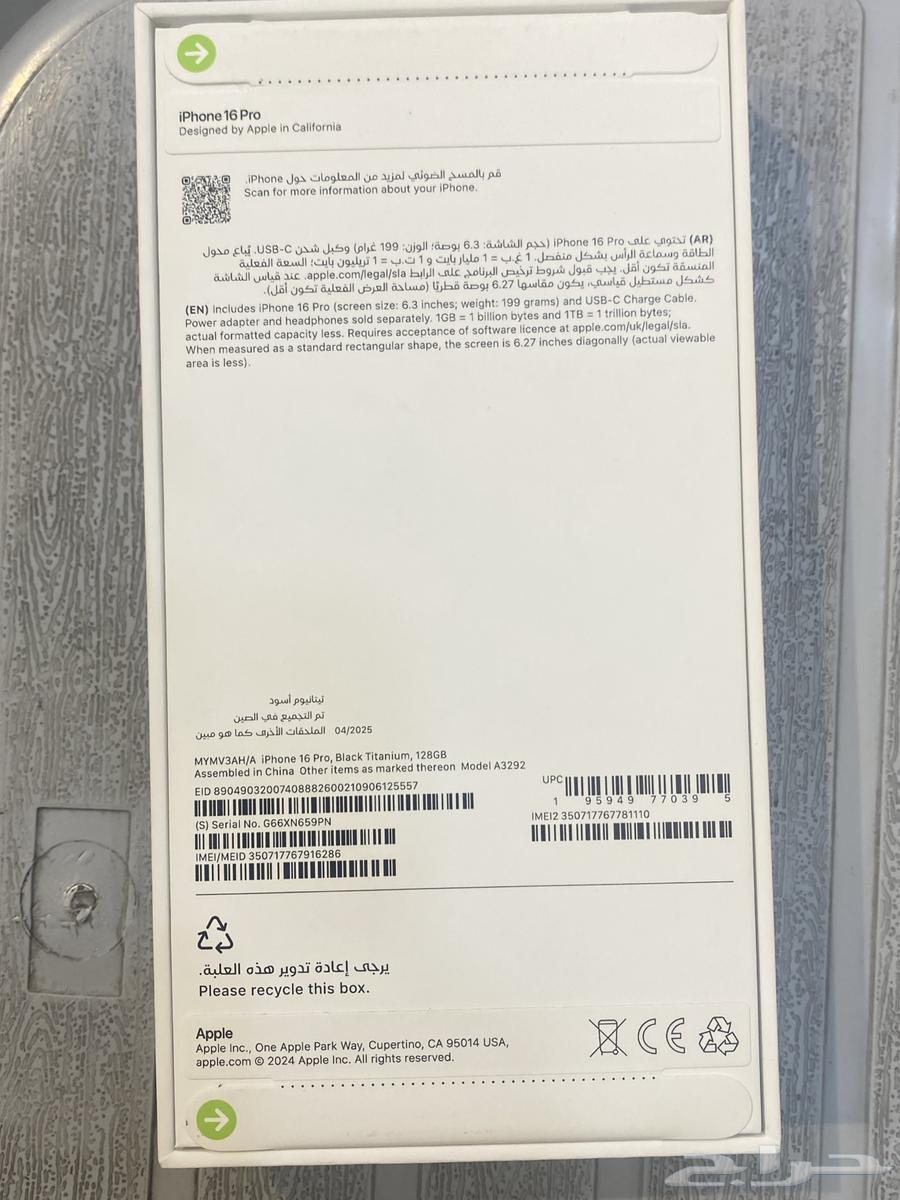 iPhone 16 Pro
Designed by Apple in California
قم بالمسح الضوئي لمزيد من المعلومات حول iPhone.
Scan for more information about your iPhone.
(AR) تحتوي على iPhone 16 Pro (حجم الشاشة: 6.3 بوصة؛ الوزن: 199 غرام) وكبل شحن USB-C. يُباع محول
الطاقة وسماعة الرأس بشكل منفصل. 1 غ.ب = 1 مليار بايت و 1 ت.ب = 1 تريليون بايت؛ السعة الفعلية
المنسقة تكون أقل. يجب قبول شروط ترخيص البرنامج على الرابط apple.com/legal/sla. عند قياس الشاشة
كشكل مستطيل قياسي، يكون مقاسها 6.27 بوصة قطريًا (مساحة العرض الفعلية تكون أقل).
(EN) Includes iPhone 16 Pro (screen size: 6.3 inches; weight: 199 grams) and USB-C Charge Cable.
Power adapter and headphones sold separately. 1GB = 1 billion bytes and 1TB = 1 trillion bytes;
actual formatted capacity less. Requires acceptance of software licence at apple.com/uk/legal/sla.
When measured as a standard rectangular shape, the screen is 6.27 inches diagonally (actual viewable
area is less).
تيتانيوم أسود
تم التجميع في الصين
الملحقات الأخرى كما هو مبين 04/2025
MYMV3AH/A iPhone 16 Pro, Black Titanium, 128GB
Assembled in China Other items as marked thereon Model A3292
EID 89049032007408882600210906125557
UPC
1 95949 77039 5
(S) Serial No. G66XN659PN
IMEI2 350717767781110
IMEI/MEID 350717767916286
يرجى إعادة تدوير هذه العلبة.
Please recycle this box.
Apple
Apple Inc., One Apple Park Way, Cupertino, CA 95014 USA,
apple.com © 2024 Apple Inc. All rights reserved.
CE
حراج